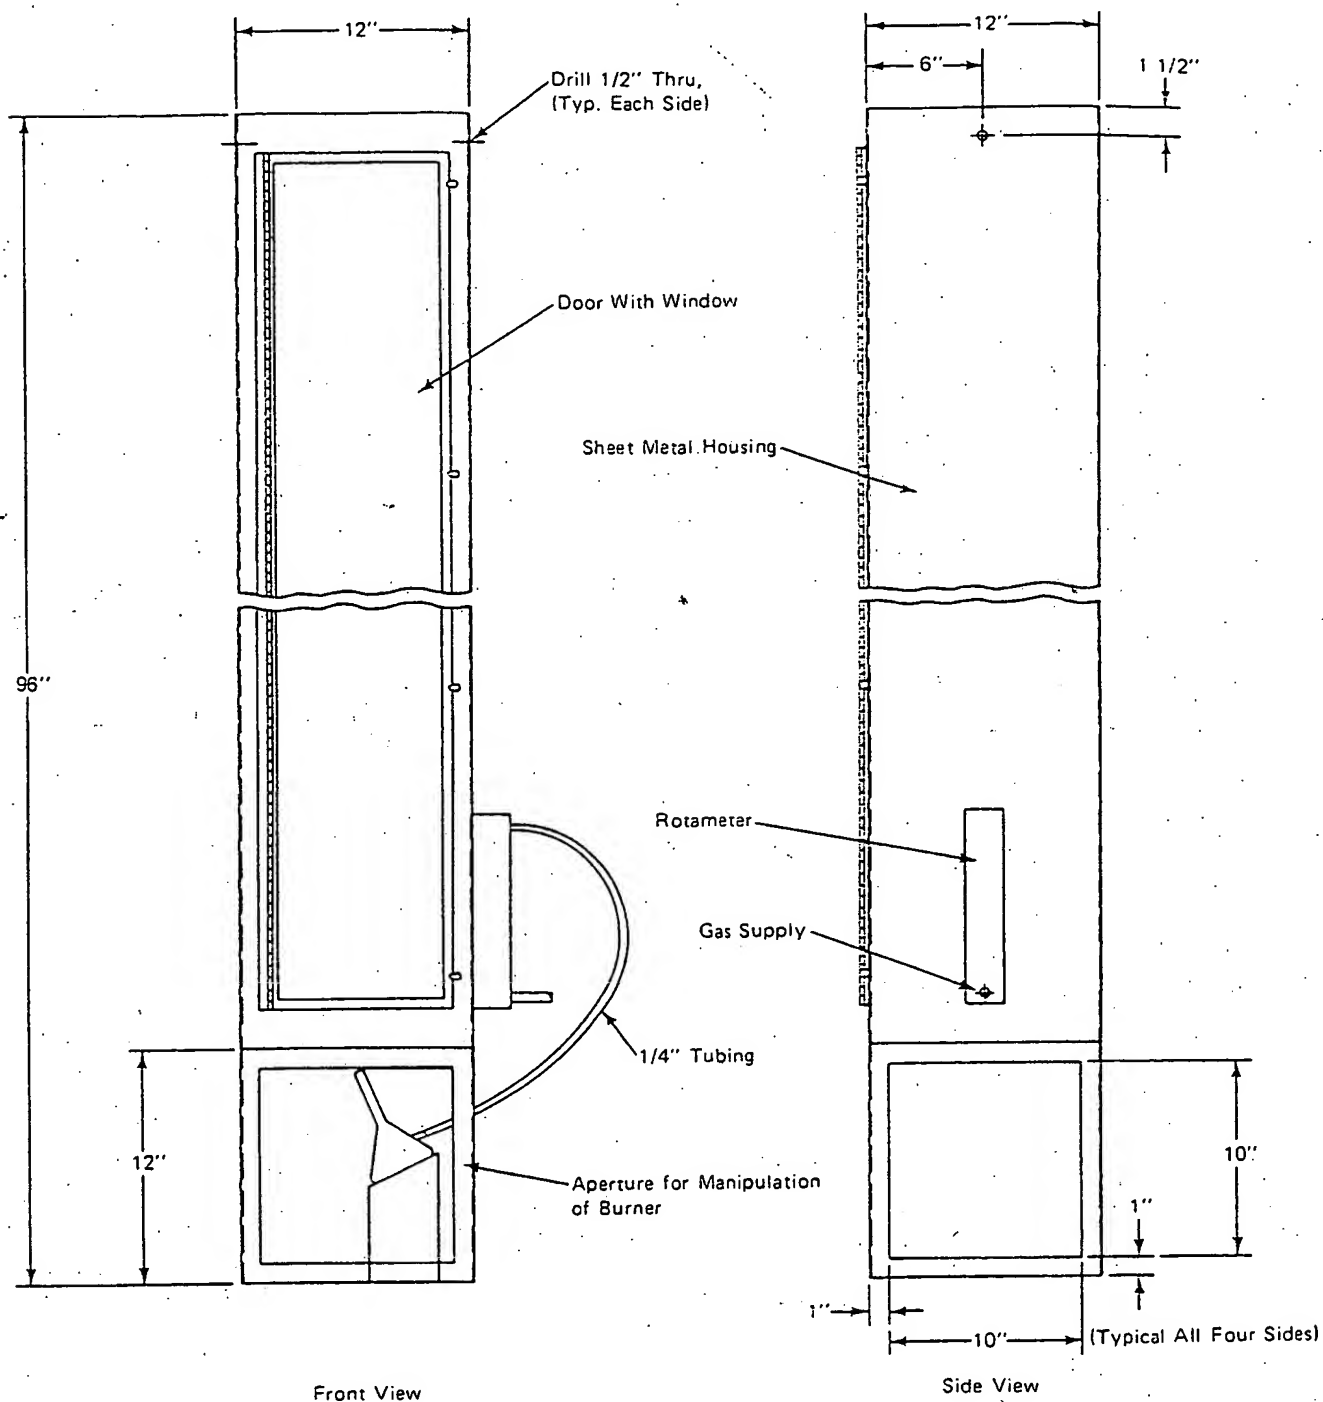 12"
12"
6"
1 1/2"
Drill 1/2" Thru,
(Typ. Each Side)
Door With Window
Sheet Metal Housing
96"
Rotameter
Gas Supply
1/4" Tubing
12"
10"
Aperture for Manipulation
of Burner
1"
1"
10"
(Typical All Four Sides)
Front View
Side View